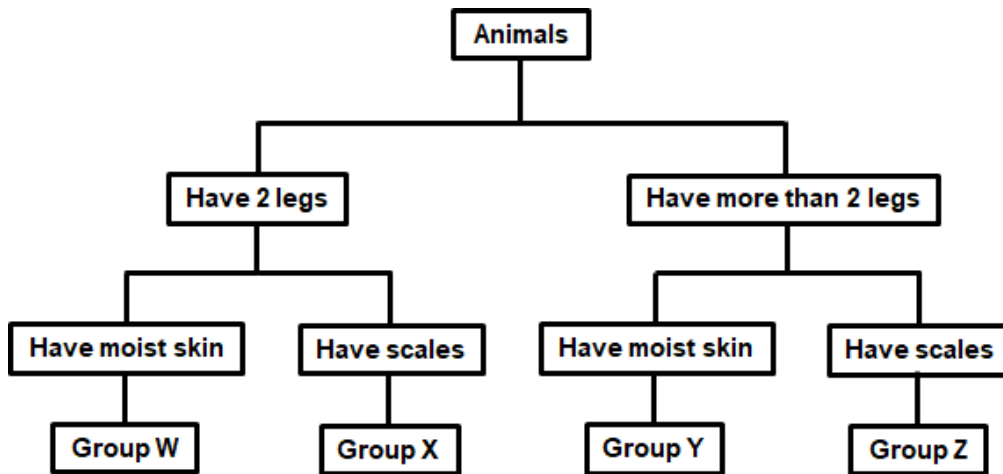 Animals
Have 2 legs
Have more than 2 legs
Have moist skin
Have scales
Have moist skin
Have scales
Group W
Group X
Group Y
Group Z